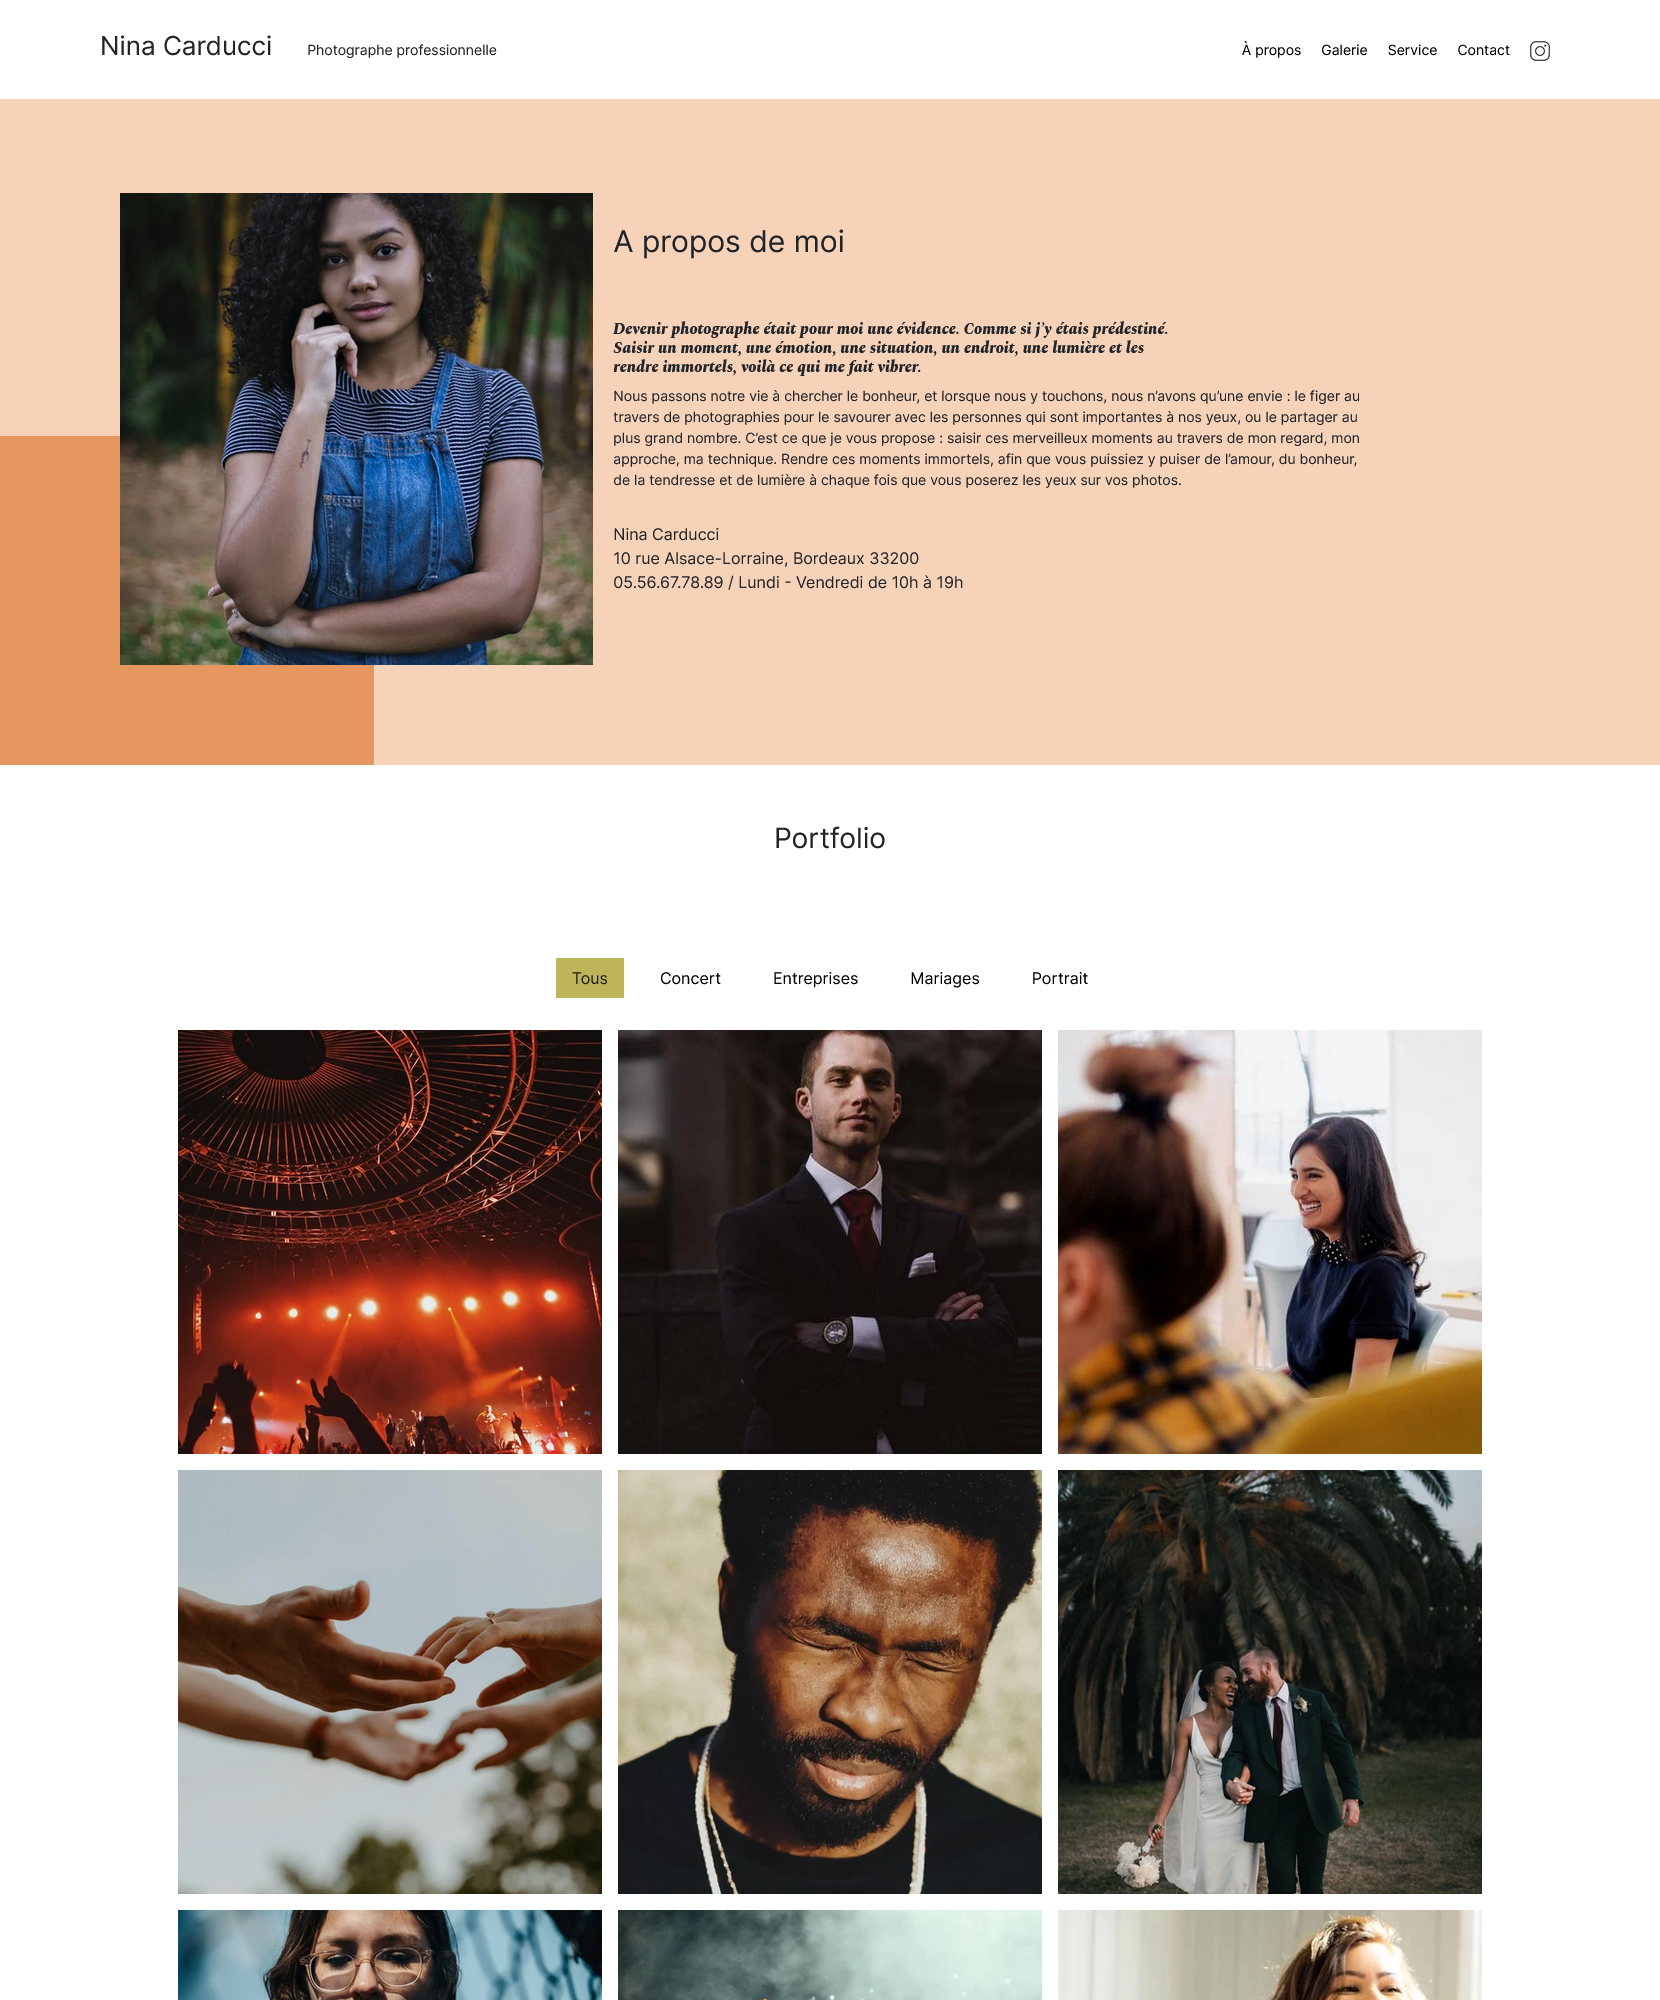 Nina Carducci
Photographe professionnelle
À propos
Galerie
Service
Contact
A propos de moi
Devenir photographe était pour moi une évidence. Comme si j'y étais prédestiné.
Saisir un moment, une émotion, une situation, un endroit, une lumière et les
rendre immortels, voilà ce qui me fait vibrer.
Nous passons notre vie à chercher le bonheur, et lorsque nous y touchons, nous n’avons qu’une envie : le figer au
travers de photographies pour le savourer avec les personnes qui sont importantes à nos yeux, ou le partager au
plus grand nombre. C’est ce que je vous propose : saisir ces merveilleux moments au travers de mon regard, mon
approche, ma technique. Rendre ces moments immortels, afin que vous puissiez y puiser de l’amour, du bonheur,
de la tendresse et de lumière à chaque fois que vous poserez les yeux sur vos photos.
Nina Carducci
10 rue Alsace-Lorraine, Bordeaux 33200
05.56.67.78.89 / Lundi - Vendredi de 10h à 19h
Portfolio
Tous
Concert
Entreprises
Mariages
Portrait